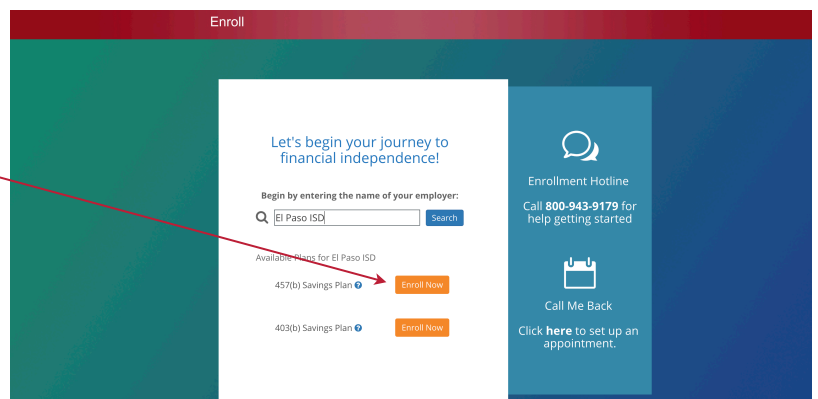 Enroll
Let's begin your journey to
financial independence!
Begin by entering the name of your employer:
El Paso ISD
Search
Available Plans for El Paso ISD
457(b) Savings Plan ?
Enroll Now
403(b) Savings Plan ?
Enroll Now
Enrollment Hotline
Call 800-943-9179 for
help getting started
Call Me Back
Click here to set up an
appointment.